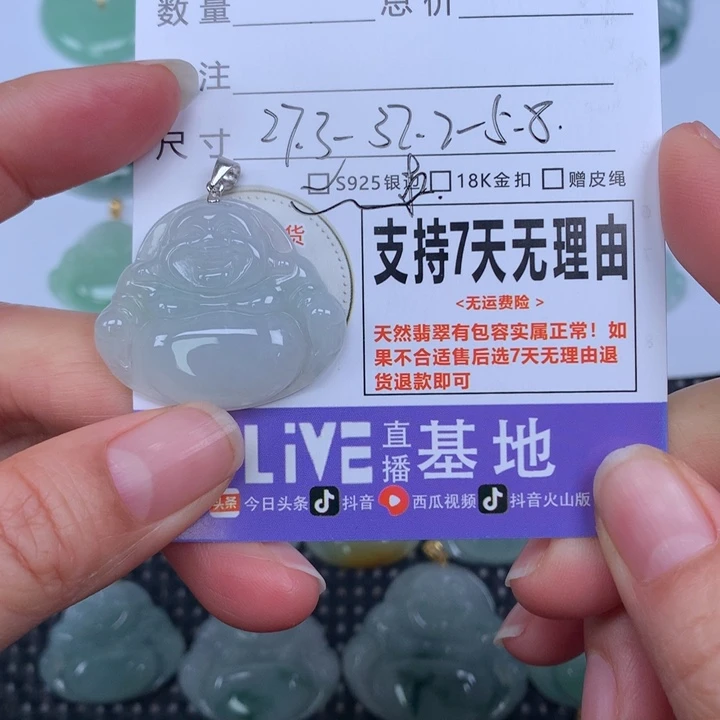 数量 总价
注
尺寸 27.3-32.2-5.8.
S925银边 18K金扣 赠皮绳
货
支持7天无理由
<无运费险>
天然翡翠有包容实属正常！如
果不合适售后选7天无理由退
货退款即可
LiVE 直播 基地
头条 今日头条 抖音 西瓜视频 抖音火山版